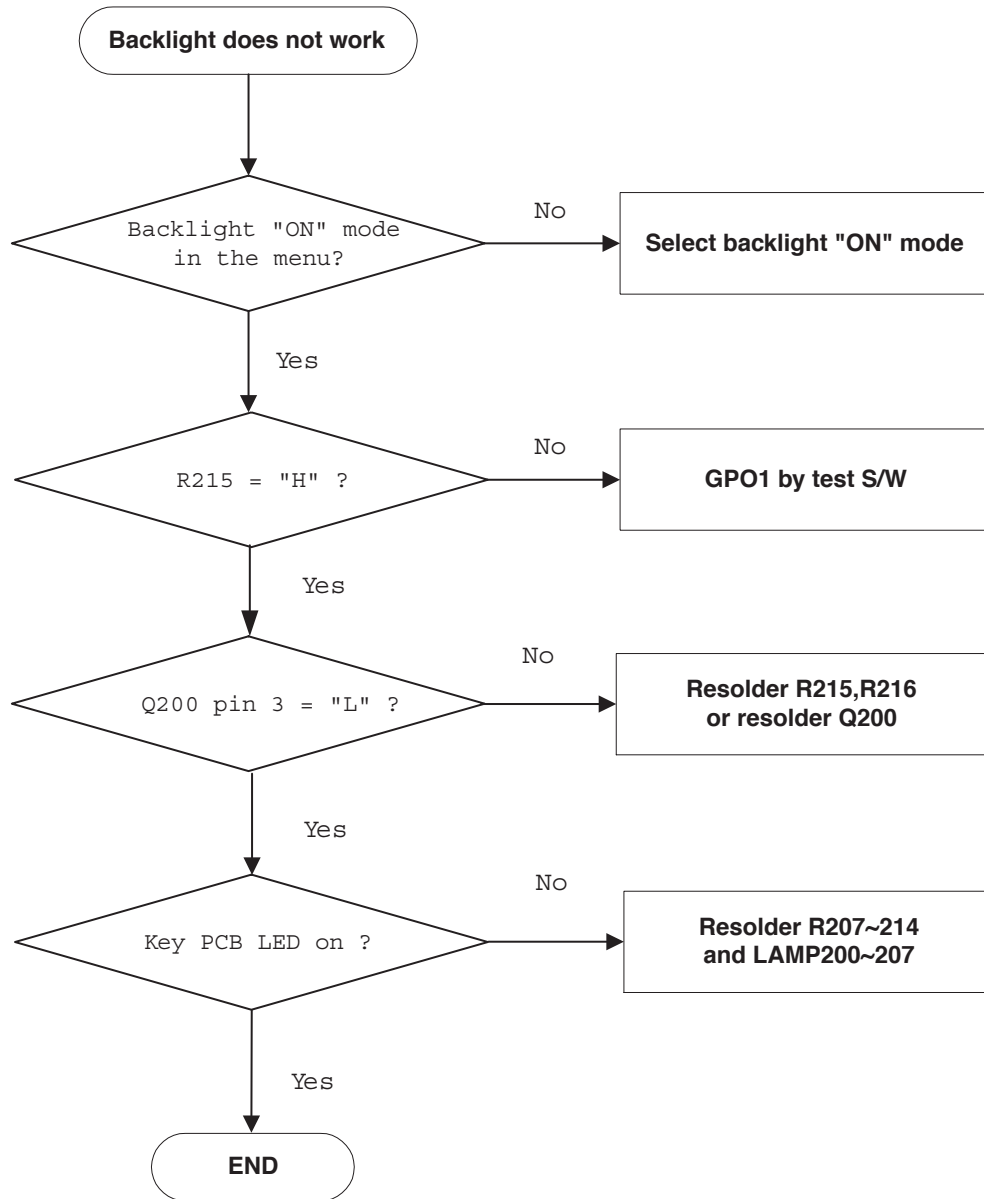 Backlight does not work
Backlight "ON" mode
in the menu?
No
Select backlight "ON" mode
Yes
R215 = "H" ?
No
GPO1 by test S/W
Yes
Q200 pin 3 = "L" ?
No
Resolder R215,R216
or resolder Q200
Yes
Key PCB LED on ?
No
Resolder R207~214
and LAMP200~207
Yes
END